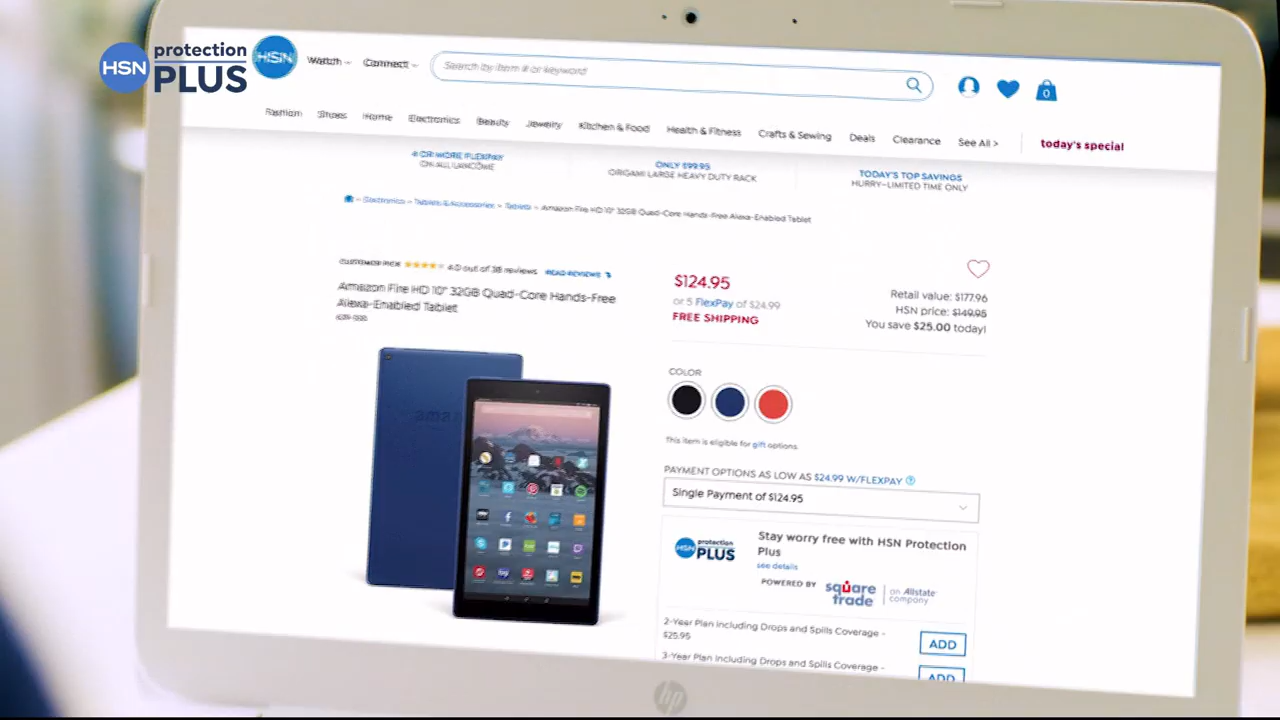 HSN protection PLUS
HSN
Watch
Connect
Search by item # or keyword
0
Fashion Shoes Home Electronics Beauty Jewelry Kitchen & Food Health & Fitness Crafts & Sewing Deals Clearance See All > today's special
4 OR MORE FLEXPAY
ON ALL LANCÔME
ONLY $99.95
ORIGAMI LARGE HEAVY DUTY RACK
TODAY'S TOP SAVINGS
HURRY–LIMITED TIME ONLY
Electronics > Tablets & Accessories > Tablets > Amazon Fire HD 10" 32GB Quad-Core Hands-Free Alexa-Enabled Tablet
CUSTOMER PICK 4.0 out of 38 reviews READ REVIEWS
Amazon Fire HD 10" 32GB Quad-Core Hands-Free
Alexa-Enabled Tablet
$124.95
or 5 FlexPay of $24.99
FREE SHIPPING
Retail value: $177.96
HSN price: $149.95
You save $25.00 today!
COLOR
This item is eligible for gift options.
PAYMENT OPTIONS AS LOW AS $24.99 W/FLEXPAY ?
Single Payment of $124.95
HSN protection PLUS
Stay worry free with HSN Protection
Plus
see details
POWERED BY square trade an Allstate company
2-Year Plan Including Drops and Spills Coverage -
$25.95
ADD
3-Year Plan Including Drops and Spills Coverage -
ADD
hp